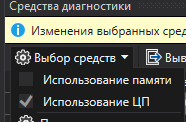 Средства диагностики
Изменения выбранных сред
Выбор средств
Выв
Использование памяти
Использование ЦП